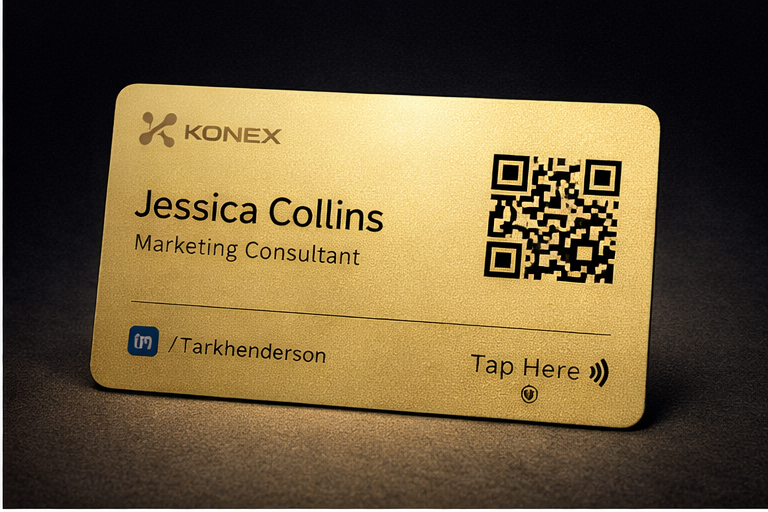 KONEX
Jessica Collins
Marketing Consultant
/Tarkhenderson
Tap Here